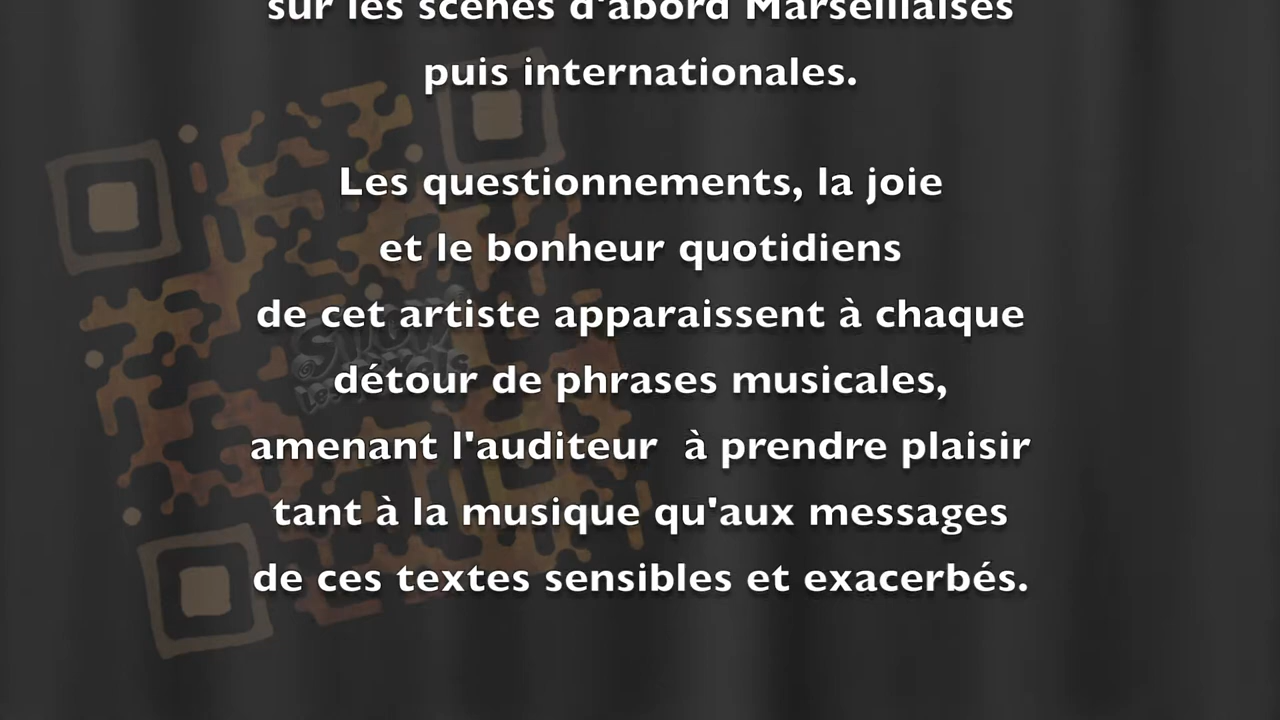 sur les scènes d'abord Marseillaises
puis internationales.
Les questionnements, la joie
et le bonheur quotidiens
de cet artiste apparaissent à chaque
détour de phrases musicales,
amenant l'auditeur  à prendre plaisir
tant à la musique qu'aux messages
de ces textes sensibles et exacerbés.